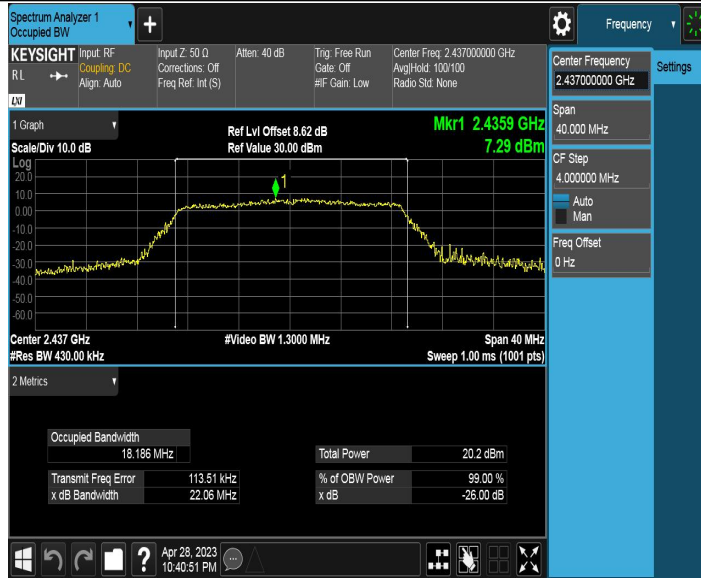 Spectrum Analyzer 1
Occupied BW
Frequency
KEYSIGHT
RL
LXI
Input: RF
Coupling: DC
Align: Auto
Input Z: 50 Ω
Corrections: Off
Freq Ref: Int (S)
Atten: 40 dB
Trig: Free Run
Gate: Off
#IF Gain: Low
Center Freq: 2.437000000 GHz
Avg|Hold: 100/100
Radio Std: None
Center Frequency
2.437000000 GHz
Settings
Span
40.000 MHz
CF Step
4.000000 MHz
Auto
Man
Freq Offset
0 Hz
1 Graph
Scale/Div 10.0 dB
Ref Lvl Offset 8.62 dB
Ref Value 30.00 dBm
Mkr1 2.4359 GHz
7.29 dBm
Log
20.0
10.0
0.00
-10.0
-20.0
-30.0
-40.0
-50.0
-60.0
1
Center 2.437 GHz
#Res BW 430.00 kHz
#Video BW 1.3000 MHz
Span 40 MHz
Sweep 1.00 ms (1001 pts)
2 Metrics
Occupied Bandwidth
18.186 MHz
Total Power 20.2 dBm
Transmit Freq Error 113.51 kHz
% of OBW Power 99.00 %
x dB Bandwidth 22.06 MHz
x dB -26.00 dB
?
Apr 28, 2023
10:40:51 PM